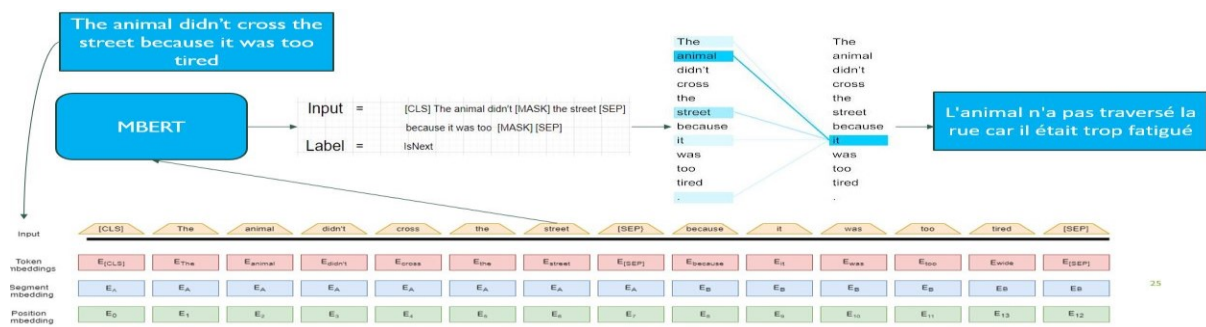 The animal didn't cross the
street because it was too
tired
MBERT
Input = [CLS] The animal didn't [MASK] the street [SEP]
because it was too [MASK] [SEP]
Label = IsNext
The The
animal animal
didn't didn't
cross cross
the the
street street
because because
it it
was was
too too
tired tired
. .
L'animal n'a pas traversé la
rue car il était trop fatigué
Input [CLS] The animal didn't cross the street [SEP] because it was too tired [SEP]
Token
mbeddings
E[CLS] EThe Eanimal Edidn't Ecross Ethe Estreet E[SEP] Ebecause Eit Ewas Etoo Ewide E[SEP]
Segment
mbedding
EA EA EA EA EA EA EA EA EB EB EB EB EB EB
Position
mbedding
E0 E1 E2 E3 E4 E5 E6 E7 E8 E9 E10 E11 E13 E12
25